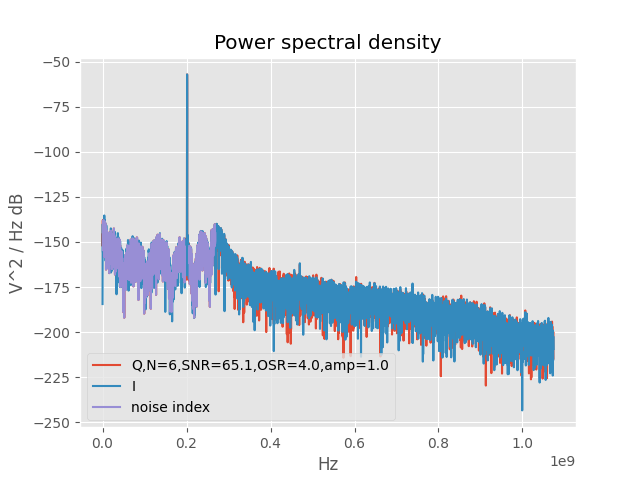 Power spectral density
V^2 / Hz dB
−50
−75
−100
−125
−150
−175
−200
−225
−250
Q,N=6,SNR=65.1,OSR=4.0,amp=1.0
I
noise index
0.0 0.2 0.4 0.6 0.8 1.0
1e9
Hz